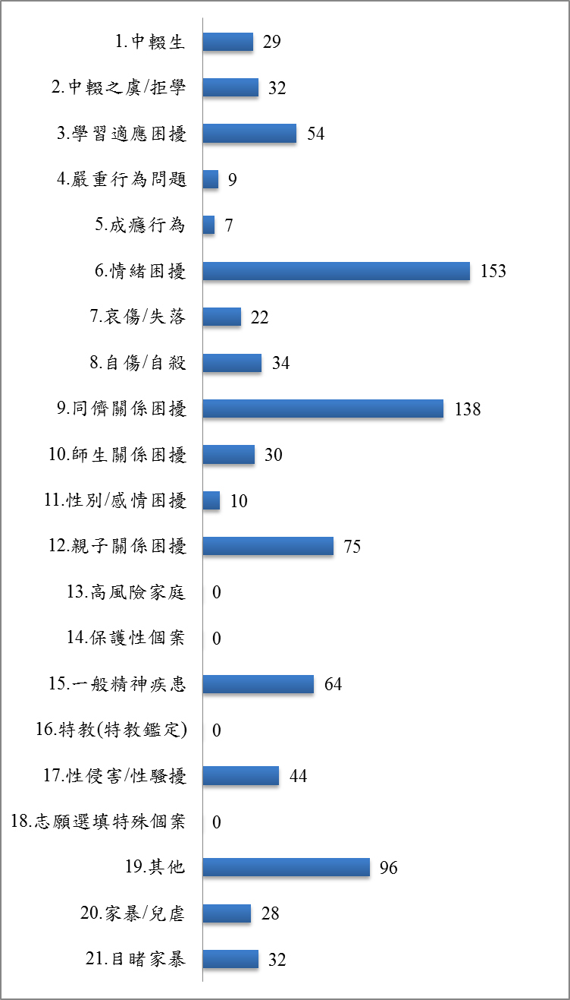 1.中輟生 29
2.中輟之虞/拒學 32
3.學習適應困擾 54
4.嚴重行為問題 9
5.成癮行為 7
6.情緒困擾 153
7.哀傷/失落 22
8.自傷/自殺 34
9.同儕關係困擾 138
10.師生關係困擾 30
11.性別/感情困擾 10
12.親子關係困擾 75
13.高風險家庭 0
14.保護性個案 0
15.一般精神疾患 64
16.特教(特教鑑定) 0
17.性侵害/性騷擾 44
18.志願選填特殊個案 0
19.其他 96
20.家暴/兒虐 28
21.目睹家暴 32